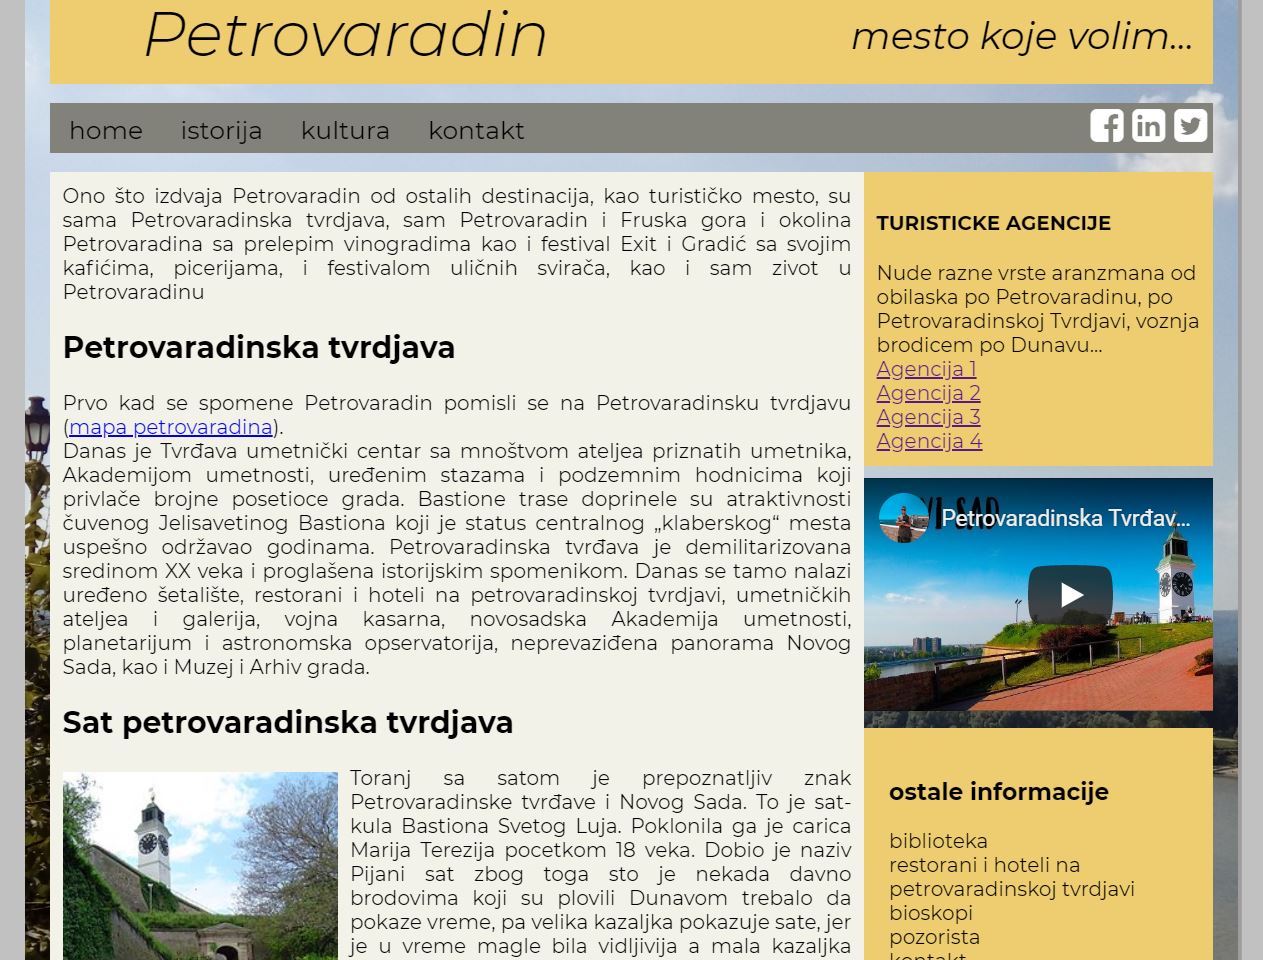 Petrovaradin
mesto koje volim...
home istorija kultura kontakt
Ono što izdvaja Petrovaradin od ostalih destinacija, kao turističko mesto, su
sama Petrovaradinska tvrdjava, sam Petrovaradin i Fruska gora i okolina
Petrovaradina sa prelepim vinogradima kao i festival Exit i Gradić sa svojim
kafićima, picerijama, i festivalom uličnih svirača, kao i sam zivot u
Petrovaradinu
Petrovaradinska tvrdjava
Prvo kad se spomene Petrovaradin pomisli se na Petrovaradinsku tvrdjavu
(mapa petrovaradina).
Danas je Tvrđava umetnički centar sa mnoštvom ateljea priznatih umetnika,
Akademijom umetnosti, uređenim stazama i podzemnim hodnicima koji
privlače brojne posetioce grada. Bastione trase doprinele su atraktivnosti
čuvenog Jelisavetinog Bastiona koji je status centralnog „klaberskog“ mesta
uspešno održavao godinama. Petrovaradinska tvrđava je demilitarizovana
sredinom XX veka i proglašena istorijskim spomenikom. Danas se tamo nalazi
uređeno šetalište, restorani i hoteli na petrovaradinskoj tvrdjavi, umetničkih
ateljea i galerija, vojna kasarna, novosadska Akademija umetnosti,
planetarijum i astronomska opservatorija, neprevaziđena panorama Novog
Sada, kao i Muzej i Arhiv grada.
Sat petrovaradinska tvrdjava
Toranj sa satom je prepoznatljiv znak
Petrovaradinske tvrđave i Novog Sada. To je sat-
kula Bastiona Svetog Luja. Poklonila ga je carica
Marija Terezija pocetkom 18 veka. Dobio je naziv
Pijani sat zbog toga sto je nekada davno
brodovima koji su plovili Dunavom trebalo da
pokaze vreme, pa velika kazaljka pokazuje sate, jer
je u vreme magle bila vidljivija a mala kazaljka
TURISTICKE AGENCIJE
Nude razne vrste aranzmana od
obilaska po Petrovaradinu, po
Petrovaradinskoj Tvrdjavi, voznja
brodicem po Dunavu...
Agencija 1
Agencija 2
Agencija 3
Agencija 4
Petrovaradinska Tvrđav...
ostale informacije
biblioteka
restorani i hoteli na
petrovaradinskoj tvrdjavi
bioskopi
pozorista
kontakt